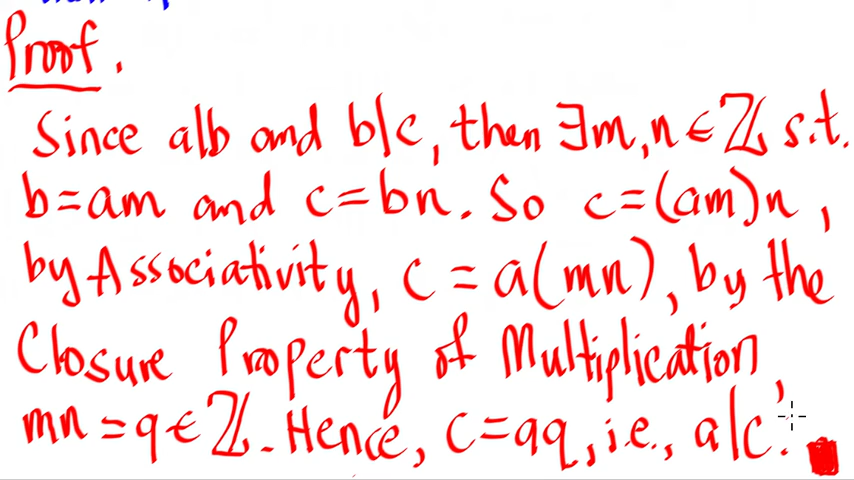 Proof.
Since a|b and b|c, then ∃m, n ∈ ℤ s.t.
b=am and c=bn. So c=(am)n,
by Associativity, c = a(mn), by the
Closure Property of Multiplication,
mn = q ∈ ℤ. Hence, c=aq, i.e., a|c.